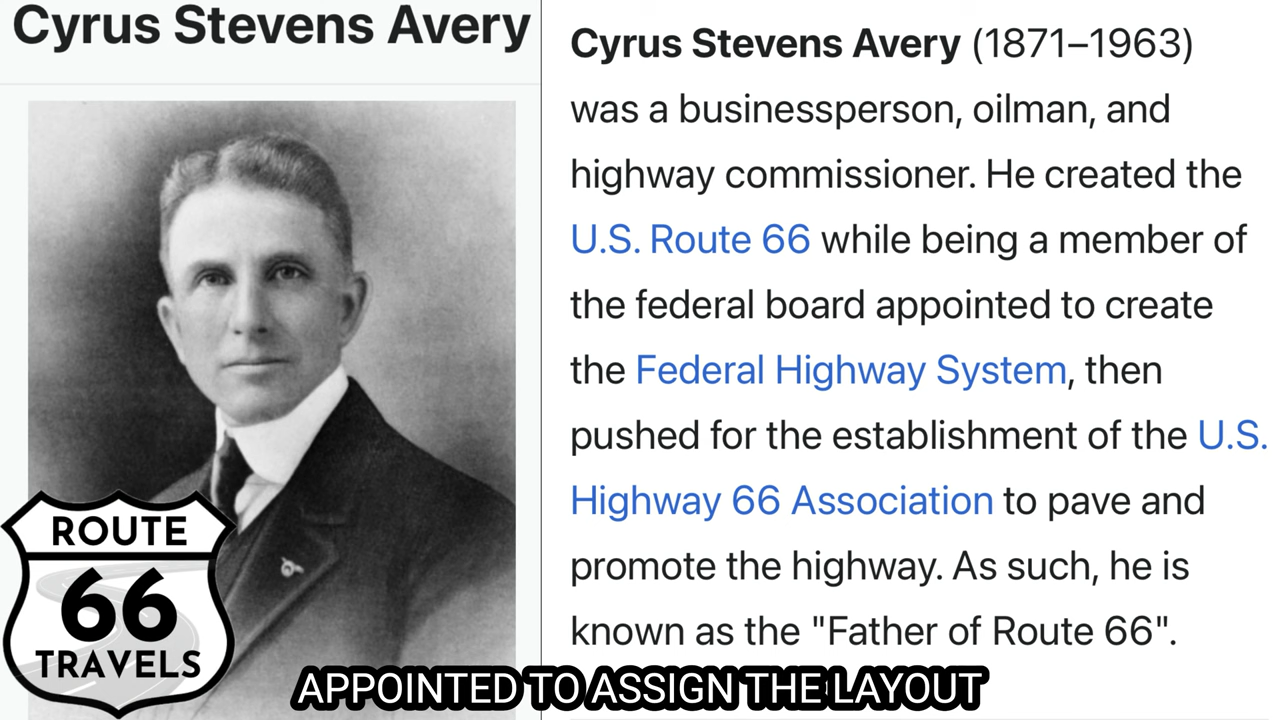 Cyrus Stevens Avery
Cyrus Stevens Avery (1871–1963)
was a businessperson, oilman, and
highway commissioner. He created the
U.S. Route 66 while being a member of
the federal board appointed to create
the Federal Highway System, then
pushed for the establishment of the U.S.
Highway 66 Association to pave and
promote the highway. As such, he is
known as the "Father of Route 66".
ROUTE
66
TRAVELS
APPOINTED TO ASSIGN THE LAYOUT